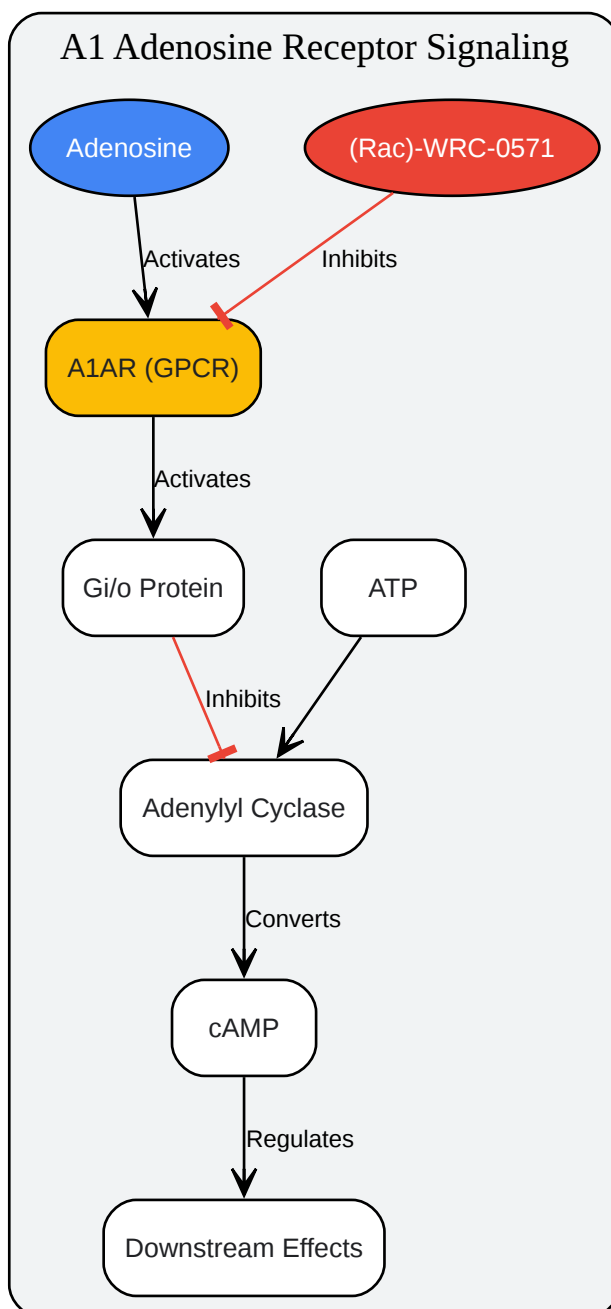 A1 Adenosine Receptor Signaling
Adenosine
(Rac)-WRC-0571
Activates
Inhibits
A1AR (GPCR)
Activates
Gi/o Protein
ATP
Inhibits
Adenylyl Cyclase
Converts
cAMP
Regulates
Downstream Effects